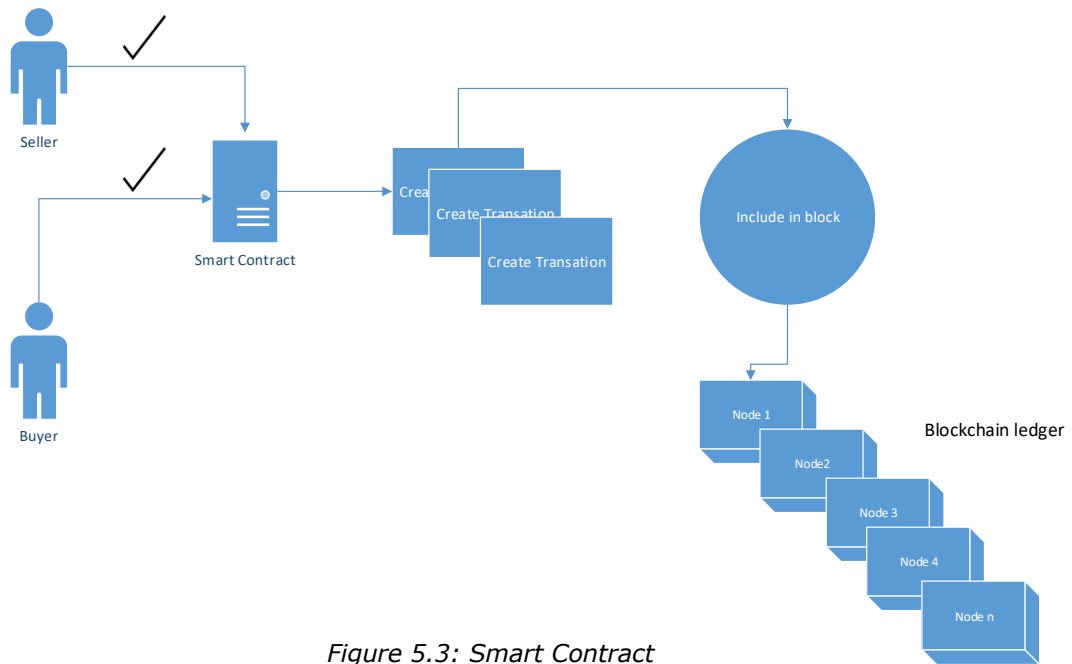 Seller
Smart Contract
Buyer
Crea
Create Transation
Create Transation
Include in block
Node 1
Node2
Node 3
Node 4
Node n
Blockchain ledger
Figure 5.3: Smart Contract